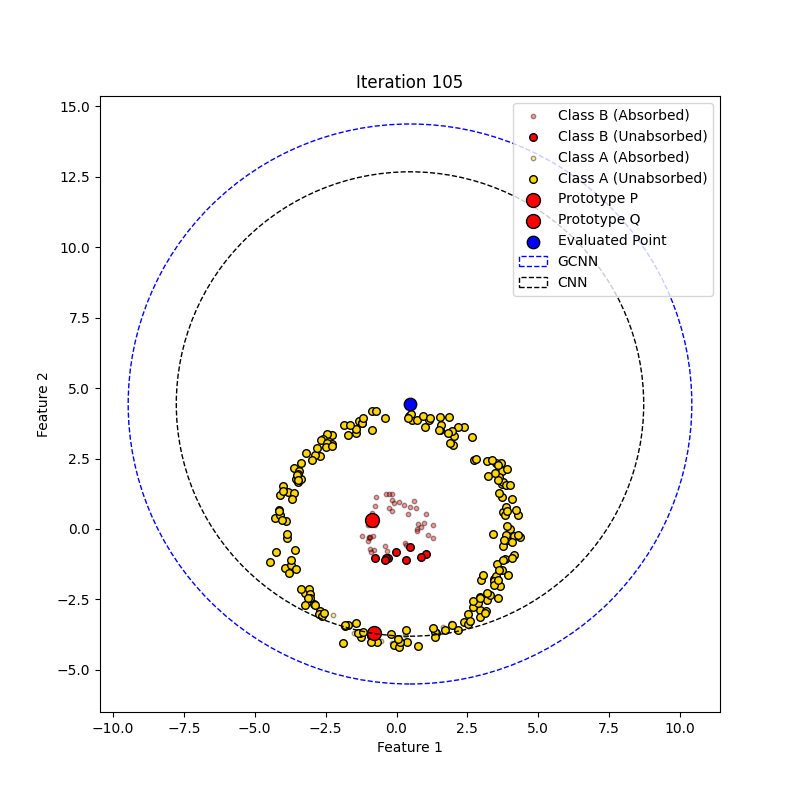 Iteration 105
15.0
12.5
10.0
7.5
5.0
2.5
0.0
−2.5
−5.0
Feature 2
Class B (Absorbed)
Class B (Unabsorbed)
Class A (Absorbed)
Class A (Unabsorbed)
Prototype P
Prototype Q
Evaluated Point
GCNN
CNN
−10.0 −7.5 −5.0 −2.5 0.0 2.5 5.0 7.5 10.0
Feature 1